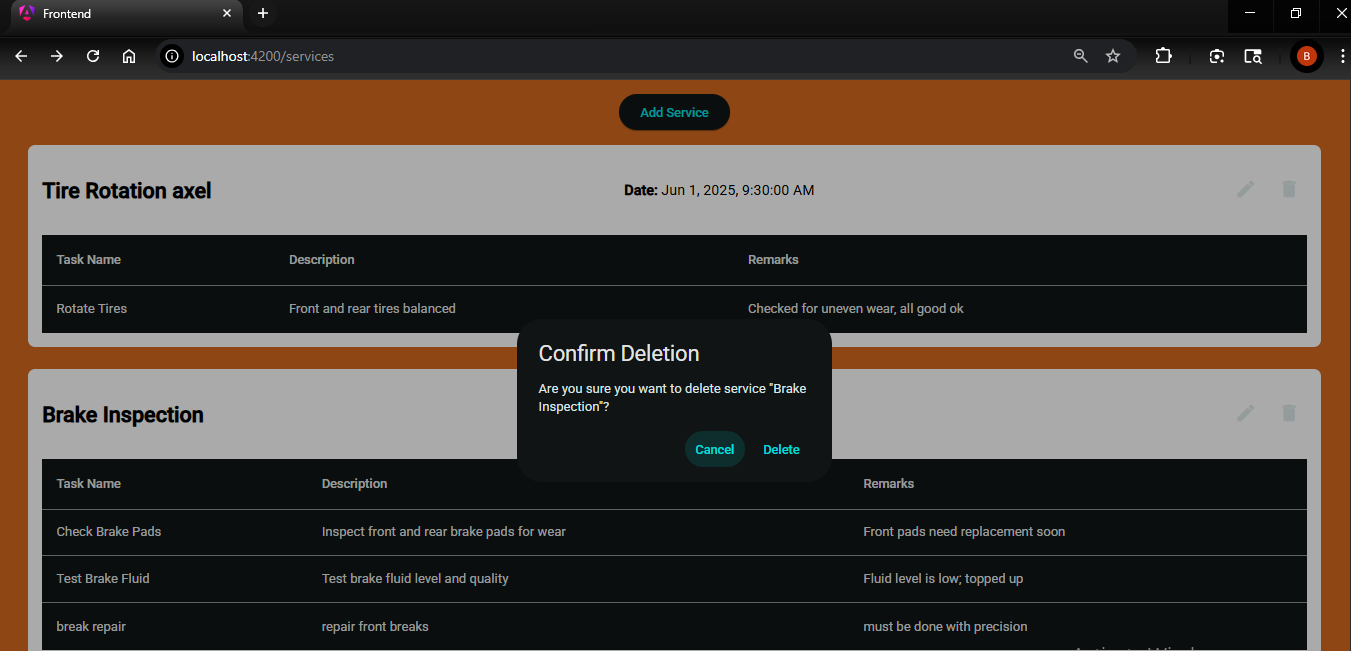 Frontend
localhost:4200/services
B
Add Service
Tire Rotation axel
Date: Jun 1, 2025, 9:30:00 AM
Task Name Description Remarks
Rotate Tires Front and rear tires balanced Checked for uneven wear, all good ok
Confirm Deletion
Are you sure you want to delete service "Brake
Inspection"?
Cancel Delete
Brake Inspection
Task Name Description Remarks
Check Brake Pads Inspect front and rear brake pads for wear Front pads need replacement soon
Test Brake Fluid Test brake fluid level and quality Fluid level is low; topped up
break repair repair front breaks must be done with precision